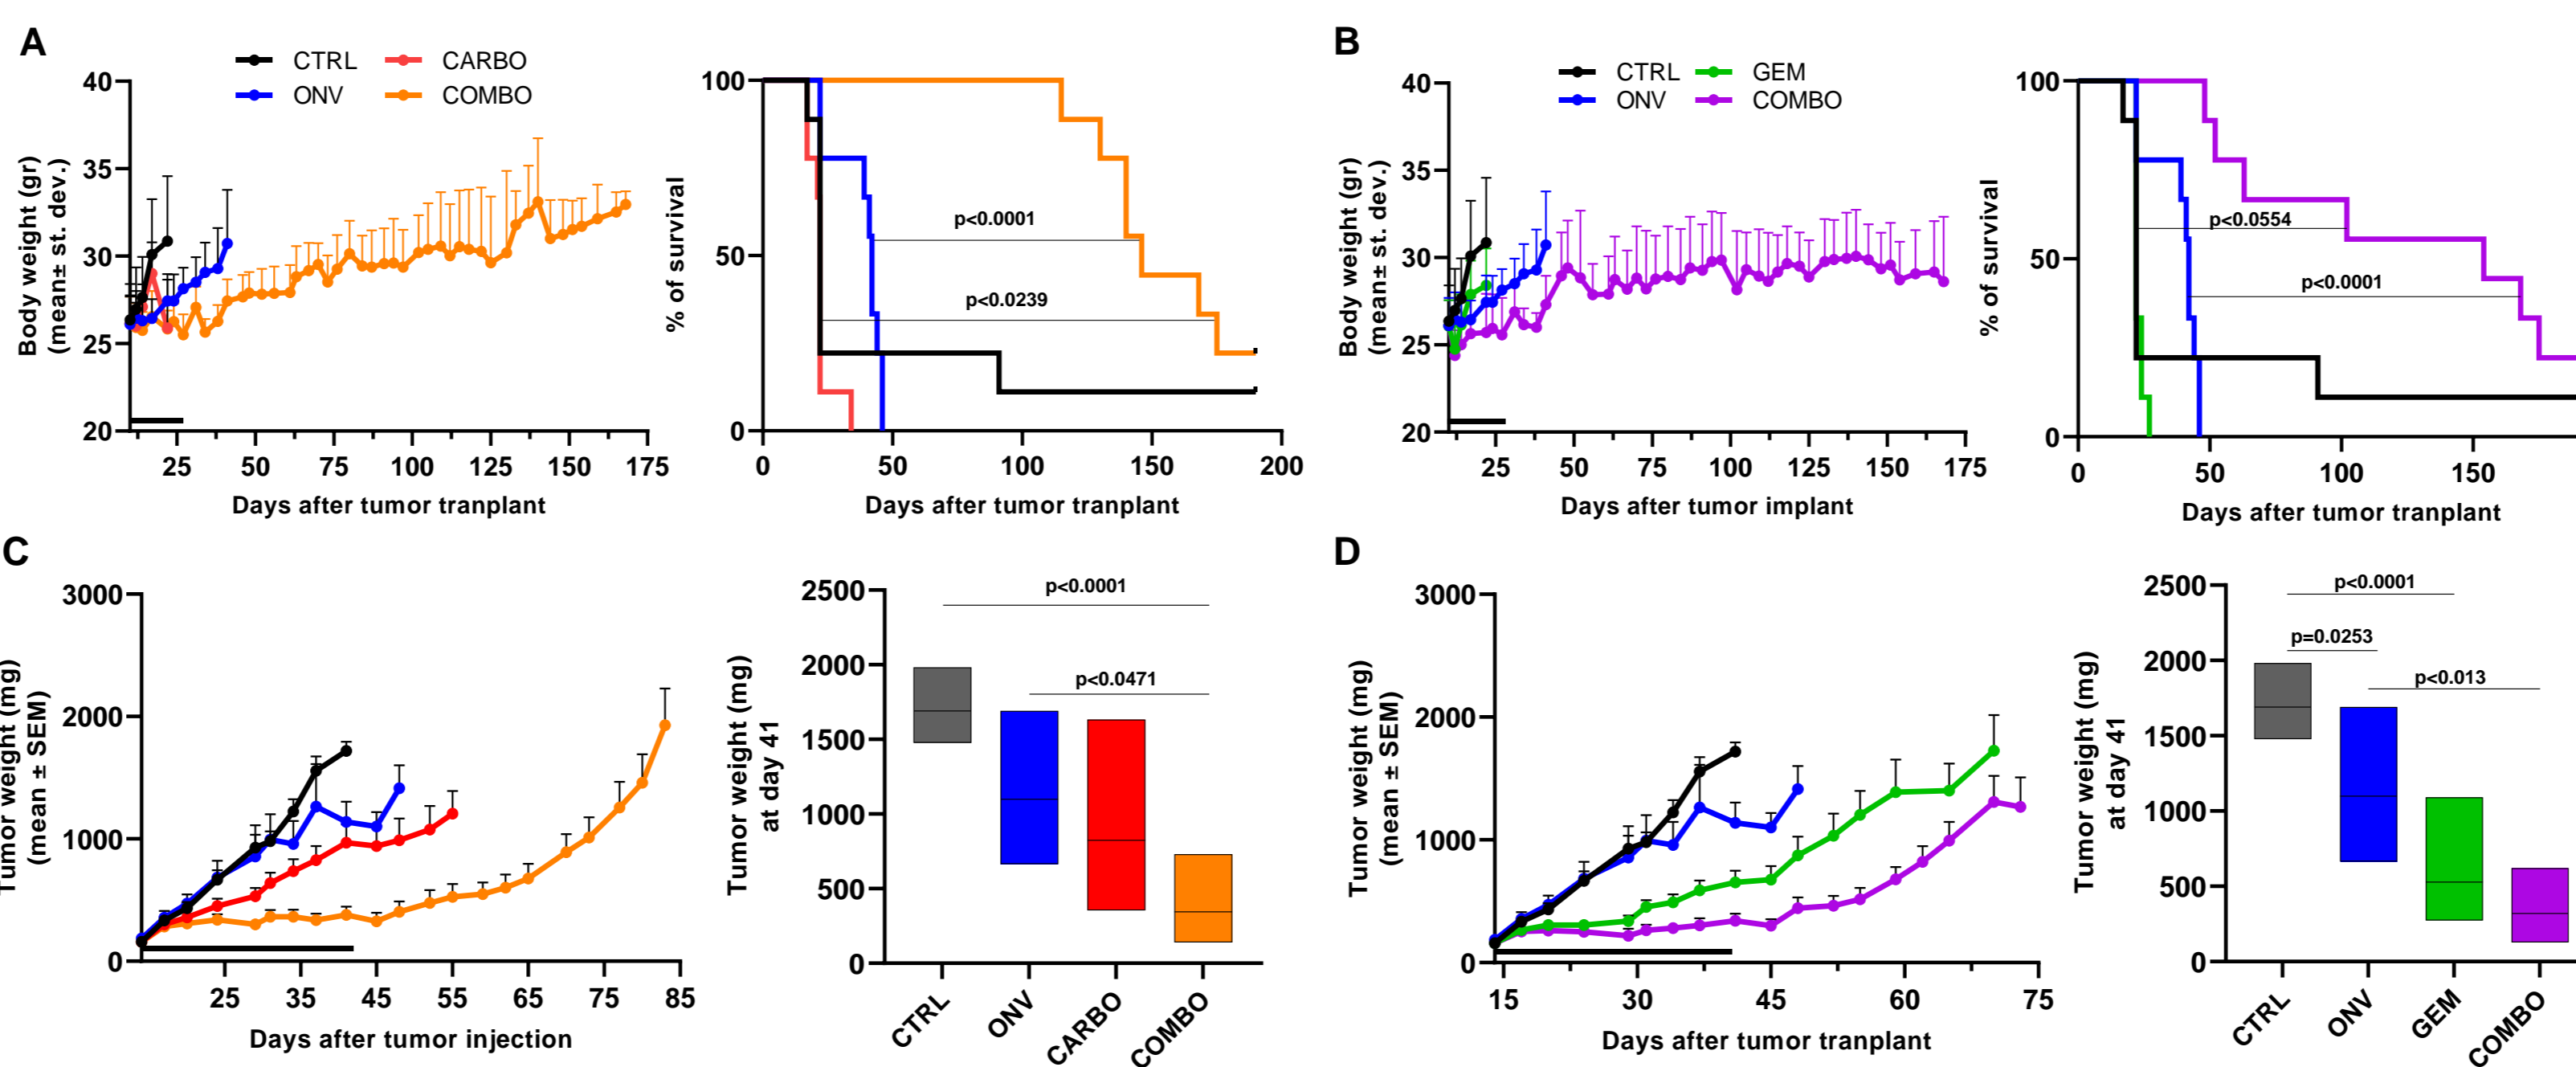 A
CTRL
CARBO
ONV
COMBO
Body weight (gr)
(mean± st. dev.)
40
35
30
25
20
25 50 75 100 125 150 175
Days after tumor tranplant
% of survival
100
50
0
p<0.0001
p<0.0239
0 50 100 150 200
Days after tumor tranplant
B
CTRL
GEM
ONV
COMBO
Body weight (gr)
(mean± st. dev.)
40
35
30
25
20
25 50 75 100 125 150 175
Days after tumor implant
% of survival
100
50
0
p<0.0554
p<0.0001
0 50 100 150
Days after tumor tranplant
C
Tumor weight (mg)
(mean ± SEM)
3000
2000
1000
0
25 35 45 55 65 75 85
Days after tumor injection
Tumor weight (mg)
at day 41
2500
2000
1500
1000
500
0
p<0.0001
p<0.0471
CTRL
ONV
CARBO
COMBO
D
Tumor weight (mg)
(mean ± SEM)
3000
2000
1000
0
15 30 45 60 75
Days after tumor tranplant
Tumor weight (mg)
at day 41
2500
2000
1500
1000
500
0
p<0.0001
p=0.0253
p<0.013
CTRL
ONV
GEM
COMBO